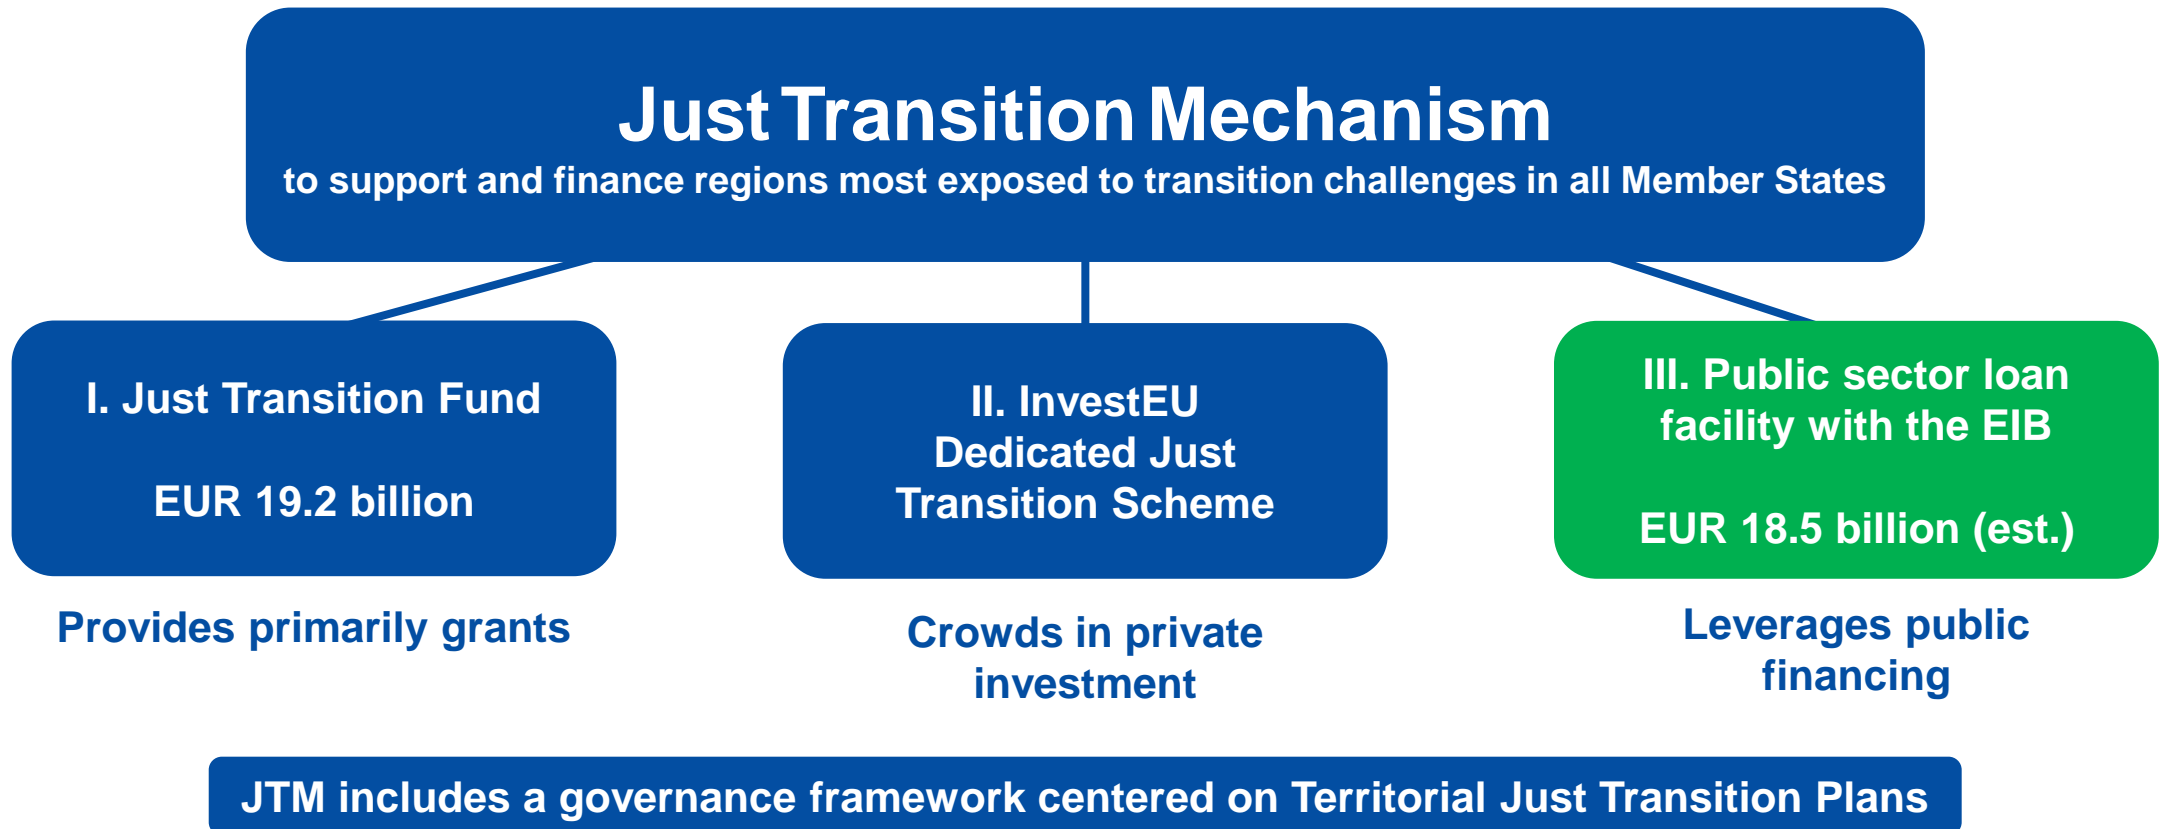 Just Transition Mechanism
to support and finance regions most exposed to transition challenges in all Member States
I. Just Transition Fund
EUR 19.2 billion
Provides primarily grants
II. InvestEU
Dedicated Just
Transition Scheme
Crowds in private
investment
III. Public sector loan
facility with the EIB
EUR 18.5 billion (est.)
Leverages public
financing
JTM includes a governance framework centered on Territorial Just Transition Plans